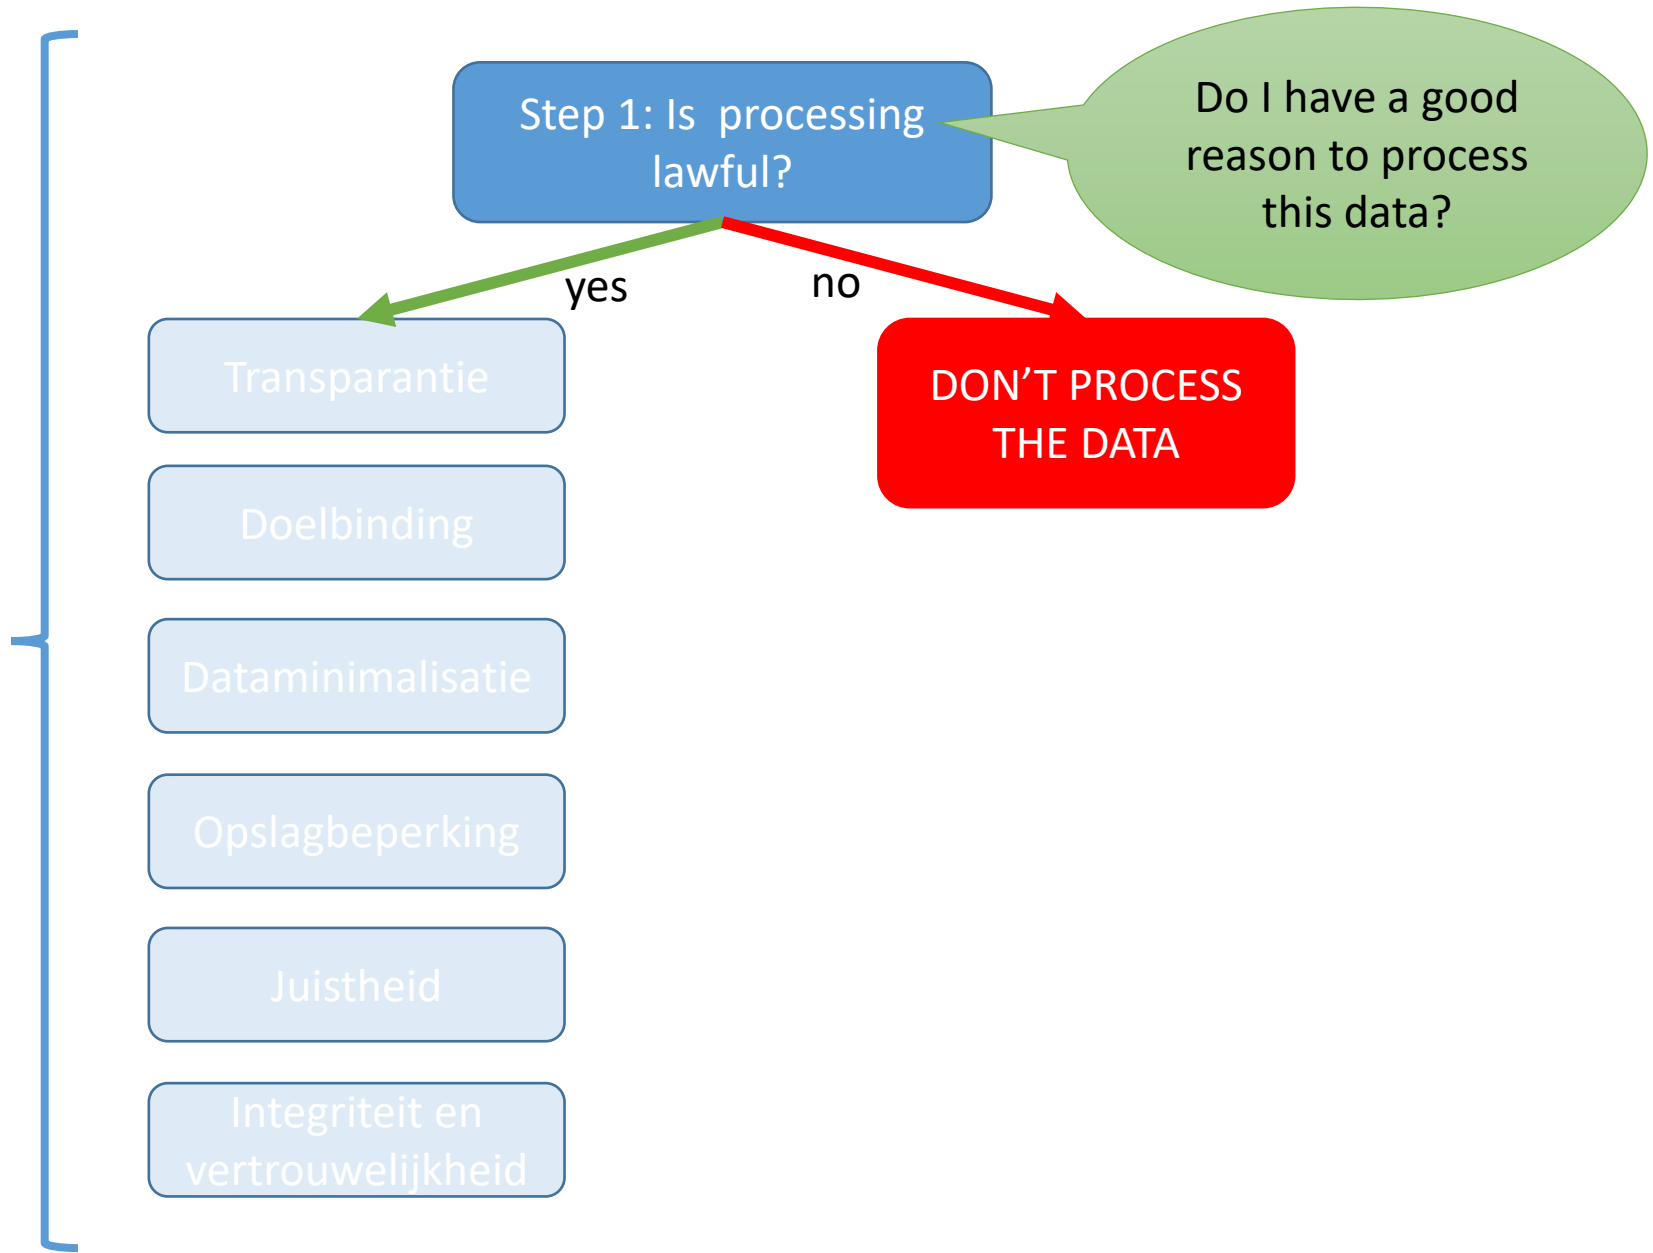 Step 1: Is  processing
lawful?
Do I have a good
reason to process
this data?
yes
no
Transparantie
DON’T PROCESS
THE DATA
Doelbinding
Dataminimalisatie
Opslagbeperking
Juistheid
Integriteit en
vertrouwelijkheid